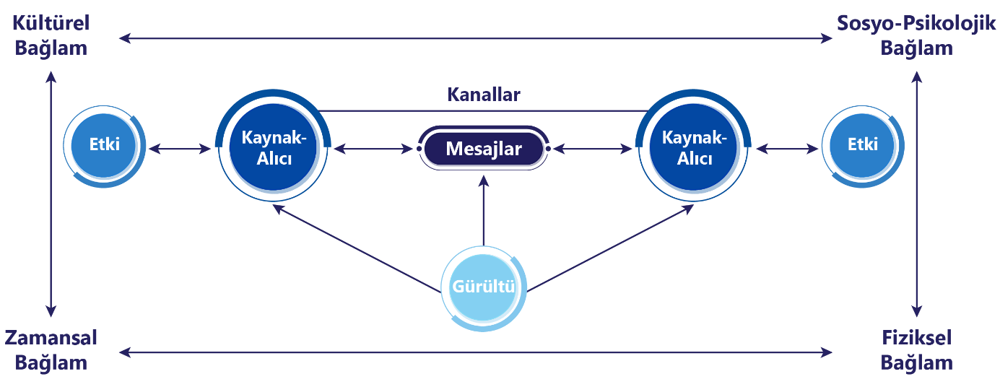 Kültürel
Bağlam
Sosyo-Psikolojik
Bağlam
Kanallar
Etki
Kaynak-
Alıcı
Mesajlar
Kaynak-
Alıcı
Etki
Gürültü
Zamansal
Bağlam
Fiziksel
Bağlam